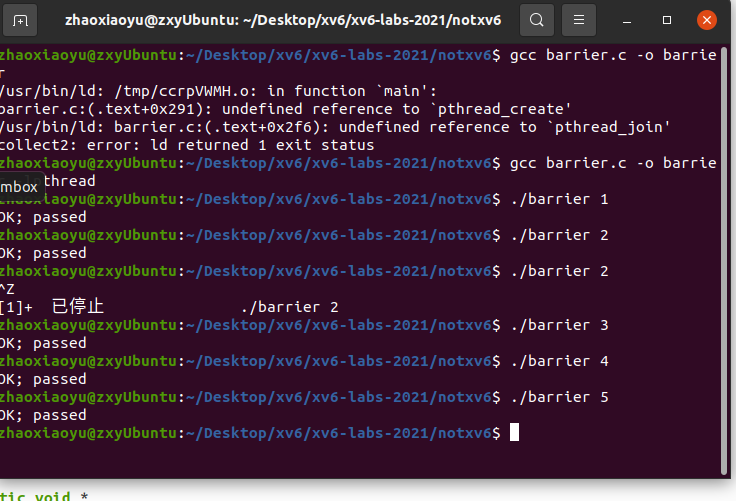 zhaoxiaoyu@zxyUbuntu: ~/Desktop/xv6/xv6-labs-2021/notxv6
zhaoxiaoyu@zxyUbuntu:~/Desktop/xv6/xv6-labs-2021/notxv6$ gcc barrier.c -o barrie
r
/usr/bin/ld: /tmp/ccrpVWMH.o: in function `main':
barrier.c:(.text+0x291): undefined reference to `pthread_create'
/usr/bin/ld: barrier.c:(.text+0x2f6): undefined reference to `pthread_join'
collect2: error: ld returned 1 exit status
zhaoxiaoyu@zxyUbuntu:~/Desktop/xv6/xv6-labs-2021/notxv6$ gcc barrier.c -o barrie
mbox thread
zhaoxiaoyu@zxyUbuntu:~/Desktop/xv6/xv6-labs-2021/notxv6$ ./barrier 1
OK; passed
zhaoxiaoyu@zxyUbuntu:~/Desktop/xv6/xv6-labs-2021/notxv6$ ./barrier 2
OK; passed
zhaoxiaoyu@zxyUbuntu:~/Desktop/xv6/xv6-labs-2021/notxv6$ ./barrier 2
^Z
[1]+ 已停止 ./barrier 2
zhaoxiaoyu@zxyUbuntu:~/Desktop/xv6/xv6-labs-2021/notxv6$ ./barrier 3
OK; passed
zhaoxiaoyu@zxyUbuntu:~/Desktop/xv6/xv6-labs-2021/notxv6$ ./barrier 4
OK; passed
zhaoxiaoyu@zxyUbuntu:~/Desktop/xv6/xv6-labs-2021/notxv6$ ./barrier 5
OK; passed
zhaoxiaoyu@zxyUbuntu:~/Desktop/xv6/xv6-labs-2021/notxv6$
tic void *